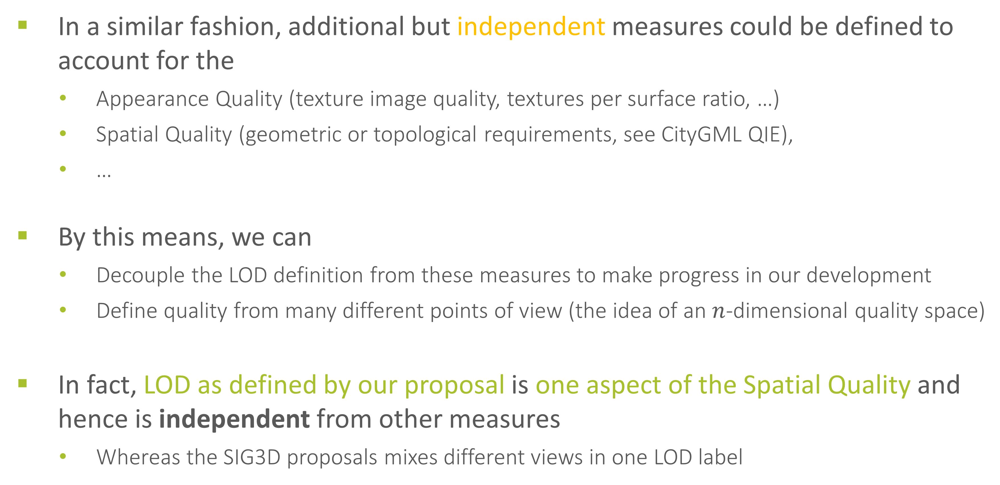 ▪ In a similar fashion, additional but independent measures could be defined to
account for the
• Appearance Quality (texture image quality, textures per surface ratio, …)
• Spatial Quality (geometric or topological requirements, see CityGML QIE),
• …
▪ By this means, we can
• Decouple the LOD definition from these measures to make progress in our development
• Define quality from many different points of view (the idea of an n-dimensional quality space)
▪ In fact, LOD as defined by our proposal is one aspect of the Spatial Quality and
hence is independent from other measures
• Whereas the SIG3D proposals mixes different views in one LOD label